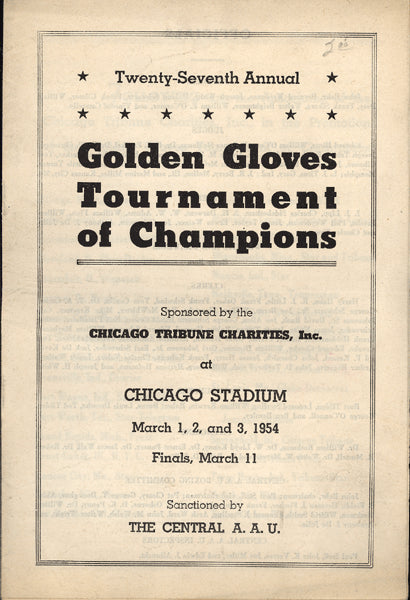 Twenty-Seventh Annual
Golden Gloves
Tournament
of Champions
Sponsored by the
CHICAGO TRIBUNE CHARITIES, Inc.
at
CHICAGO STADIUM
March 1, 2, and 3, 1954
Finals, March 11
Sanctioned by
THE CENTRAL A. A. U.